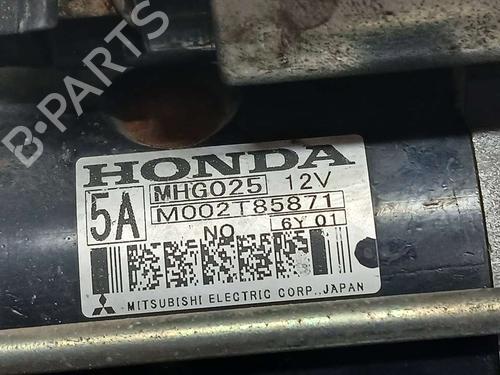 B-PARTS
HONDA
5A
MHG025 12V
M002T85871
NO 6Y 01
MITSUBISHI ELECTRIC CORP., JAPAN